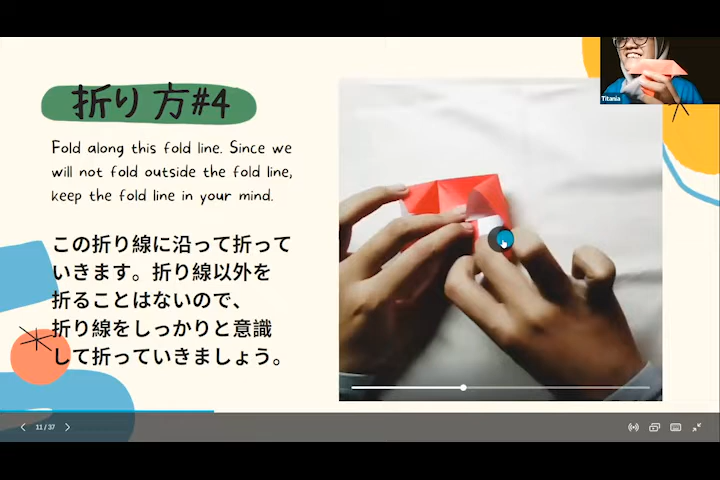 折り方#4
Fold along this fold line. Since we
will not fold outside the fold line,
keep the fold line in your mind.
この折り線に沿って折って
いきます。折り線以外を
折ることはないので、
折り線をしっかりと意識
して折っていきましょう。
Titania
11 / 37